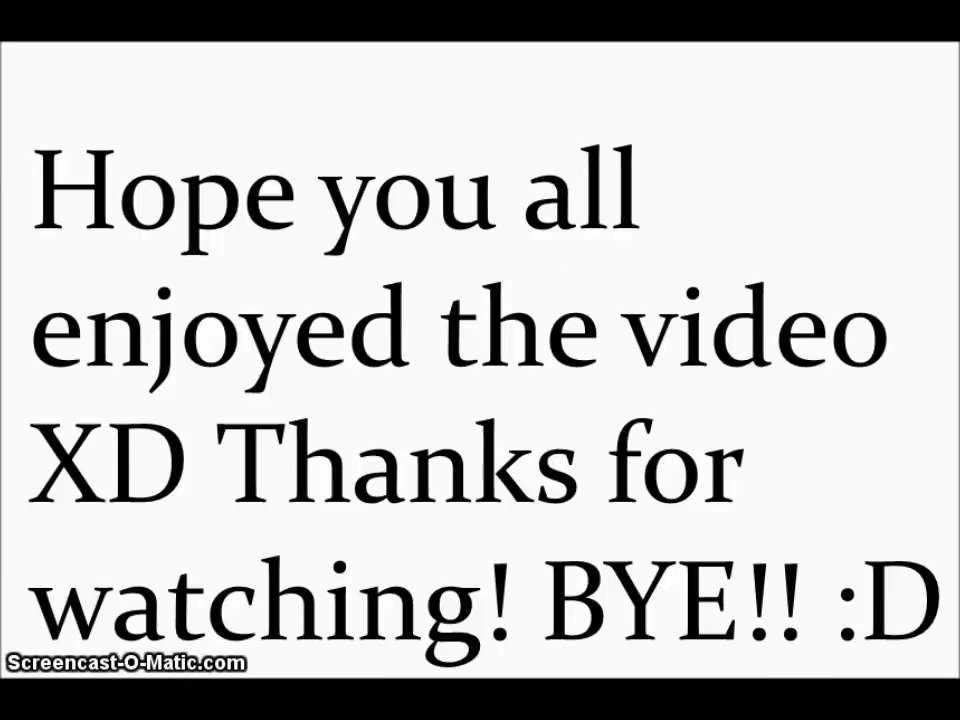 Hope you all
enjoyed the video
XD Thanks for
watching! BYE!! :D
Screencast-O-Matic.com